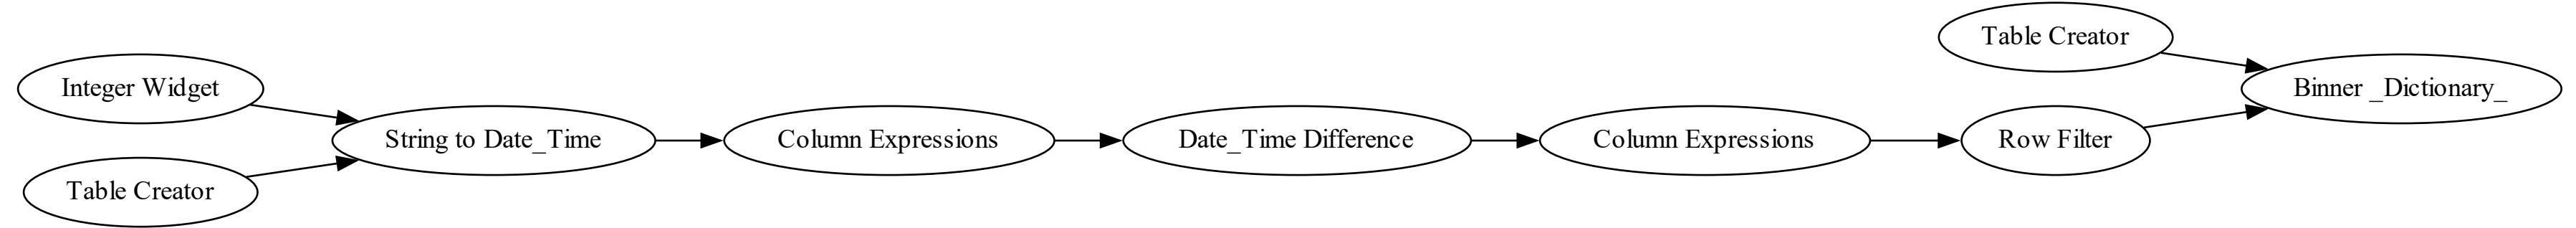 Integer Widget
Table Creator
String to Date_Time
Column Expressions
Date_Time Difference
Column Expressions
Row Filter
Table Creator
Binner _Dictionary_